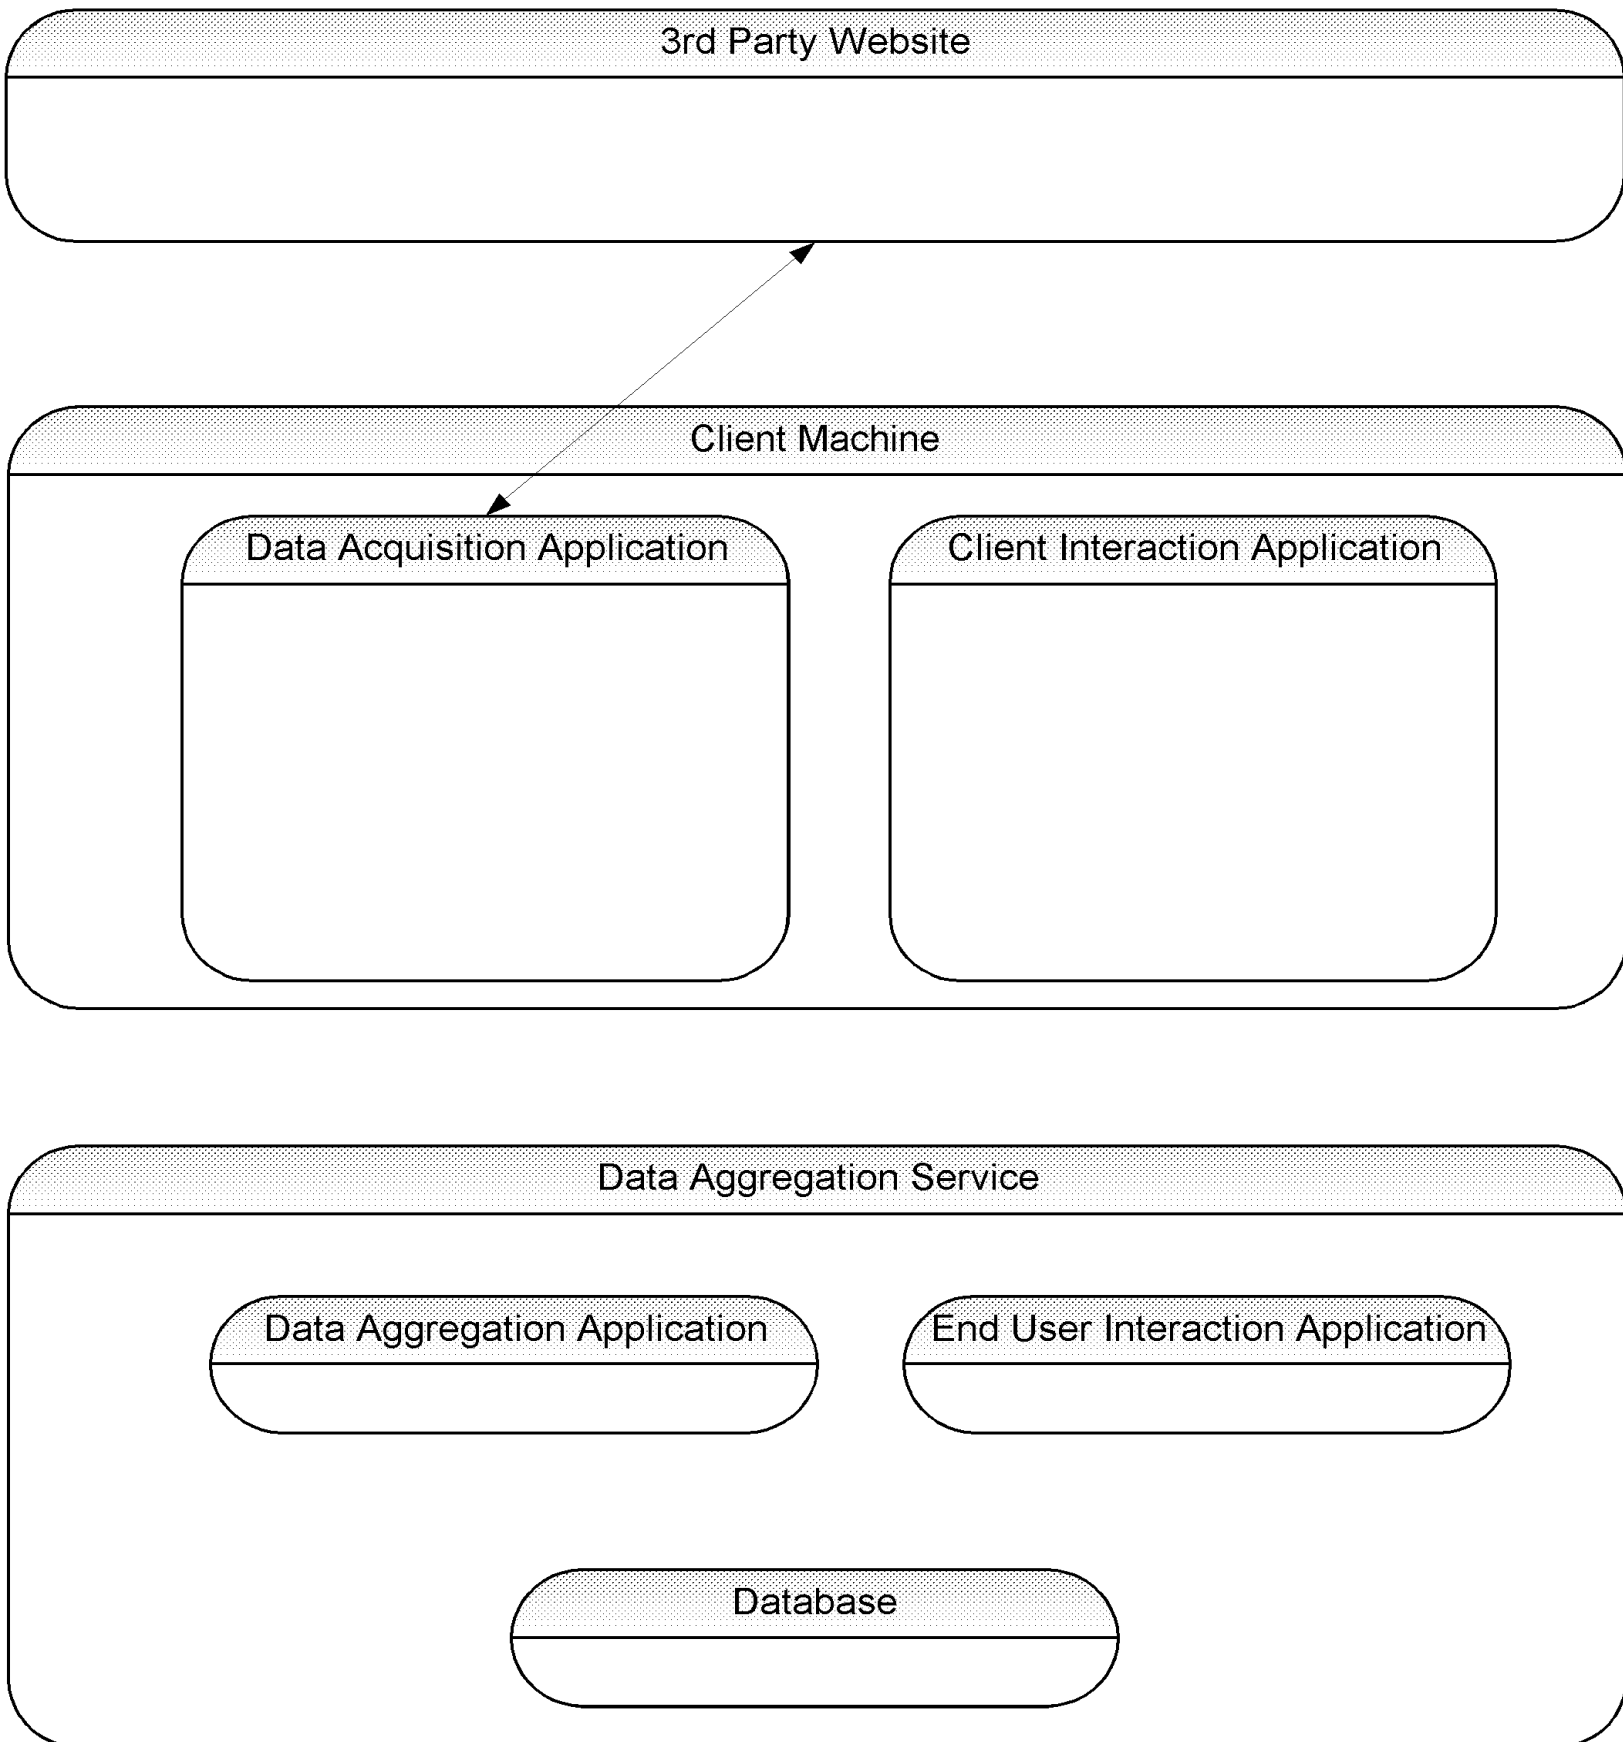 3rd Party Website
Client Machine
Data Acquisition Application
Client Interaction Application
Data Aggregation Service
Data Aggregation Application
End User Interaction Application
Database